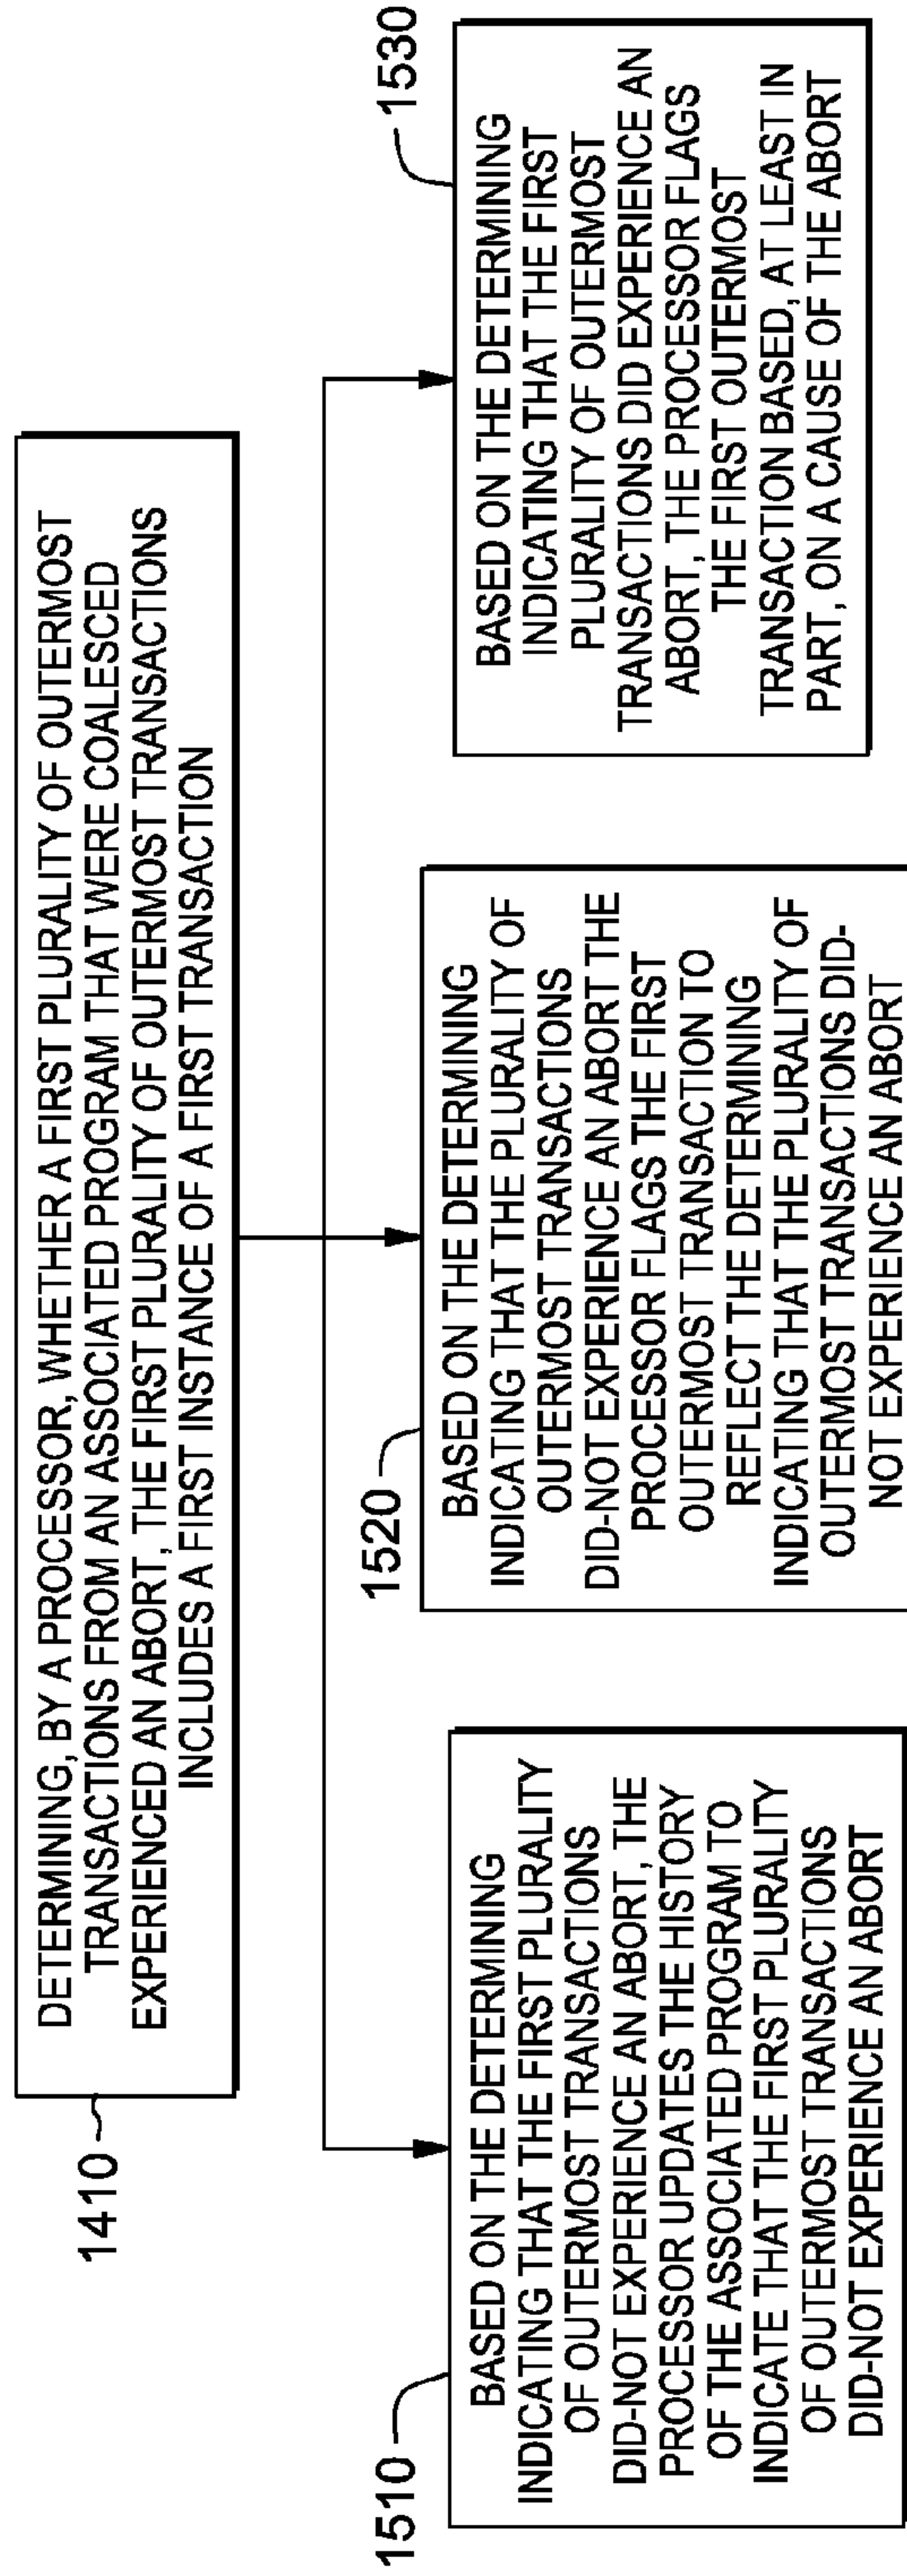 1410
DETERMINING, BY A PROCESSOR, WHETHER A FIRST PLURALITY OF OUTERMOST
TRANSACTIONS FROM AN ASSOCIATED PROGRAM THAT WERE COALESCED
EXPERIENCED AN ABORT, THE FIRST PLURALITY OF OUTERMOST TRANSACTIONS
INCLUDES A FIRST INSTANCE OF A FIRST TRANSACTION
1510
BASED ON THE DETERMINING
INDICATING THAT THE FIRST PLURALITY
OF OUTERMOST TRANSACTIONS
DID-NOT EXPERIENCE AN ABORT, THE
PROCESSOR UPDATES THE HISTORY
OF THE ASSOCIATED PROGRAM TO
INDICATE THAT THE FIRST PLURALITY
OF OUTERMOST TRANSACTIONS
DID-NOT EXPERIENCE AN ABORT
1520
BASED ON THE DETERMINING
INDICATING THAT THE PLURALITY OF
OUTERMOST TRANSACTIONS
DID-NOT EXPERIENCE AN ABORT THE
PROCESSOR FLAGS THE FIRST
OUTERMOST TRANSACTION TO
REFLECT THE DETERMINING
INDICATING THAT THE PLURALITY OF
OUTERMOST TRANSACTIONS DID-
NOT EXPERIENCE AN ABORT
1530
BASED ON THE DETERMINING
INDICATING THAT THE FIRST
PLURALITY OF OUTERMOST
TRANSACTIONS DID EXPERIENCE AN
ABORT, THE PROCESSOR FLAGS
THE FIRST OUTERMOST
TRANSACTION BASED, AT LEAST IN
PART, ON A CAUSE OF THE ABORT